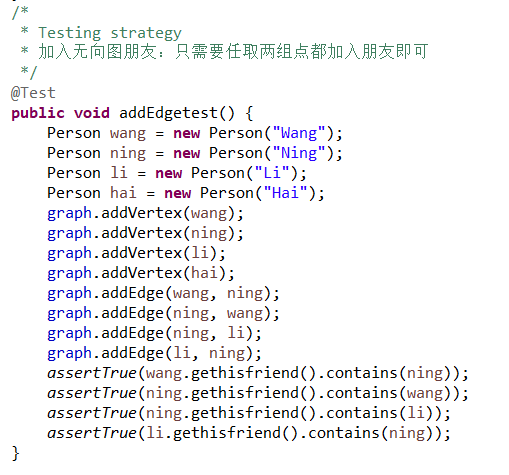 /*
 * Testing strategy
 * 加入无向图朋友：只需要任取两组点都加入朋友即可
 */
@Test
public void addEdgetest() {
    Person wang = new Person("Wang");
    Person ning = new Person("Ning");
    Person li = new Person("Li");
    Person hai = new Person("Hai");
    graph.addVertex(wang);
    graph.addVertex(ning);
    graph.addVertex(li);
    graph.addVertex(hai);
    graph.addEdge(wang, ning);
    graph.addEdge(ning, wang);
    graph.addEdge(ning, li);
    graph.addEdge(li, ning);
    assertTrue(wang.gethisfriend().contains(ning));
    assertTrue(ning.gethisfriend().contains(wang));
    assertTrue(ning.gethisfriend().contains(li));
    assertTrue(li.gethisfriend().contains(ning));
}